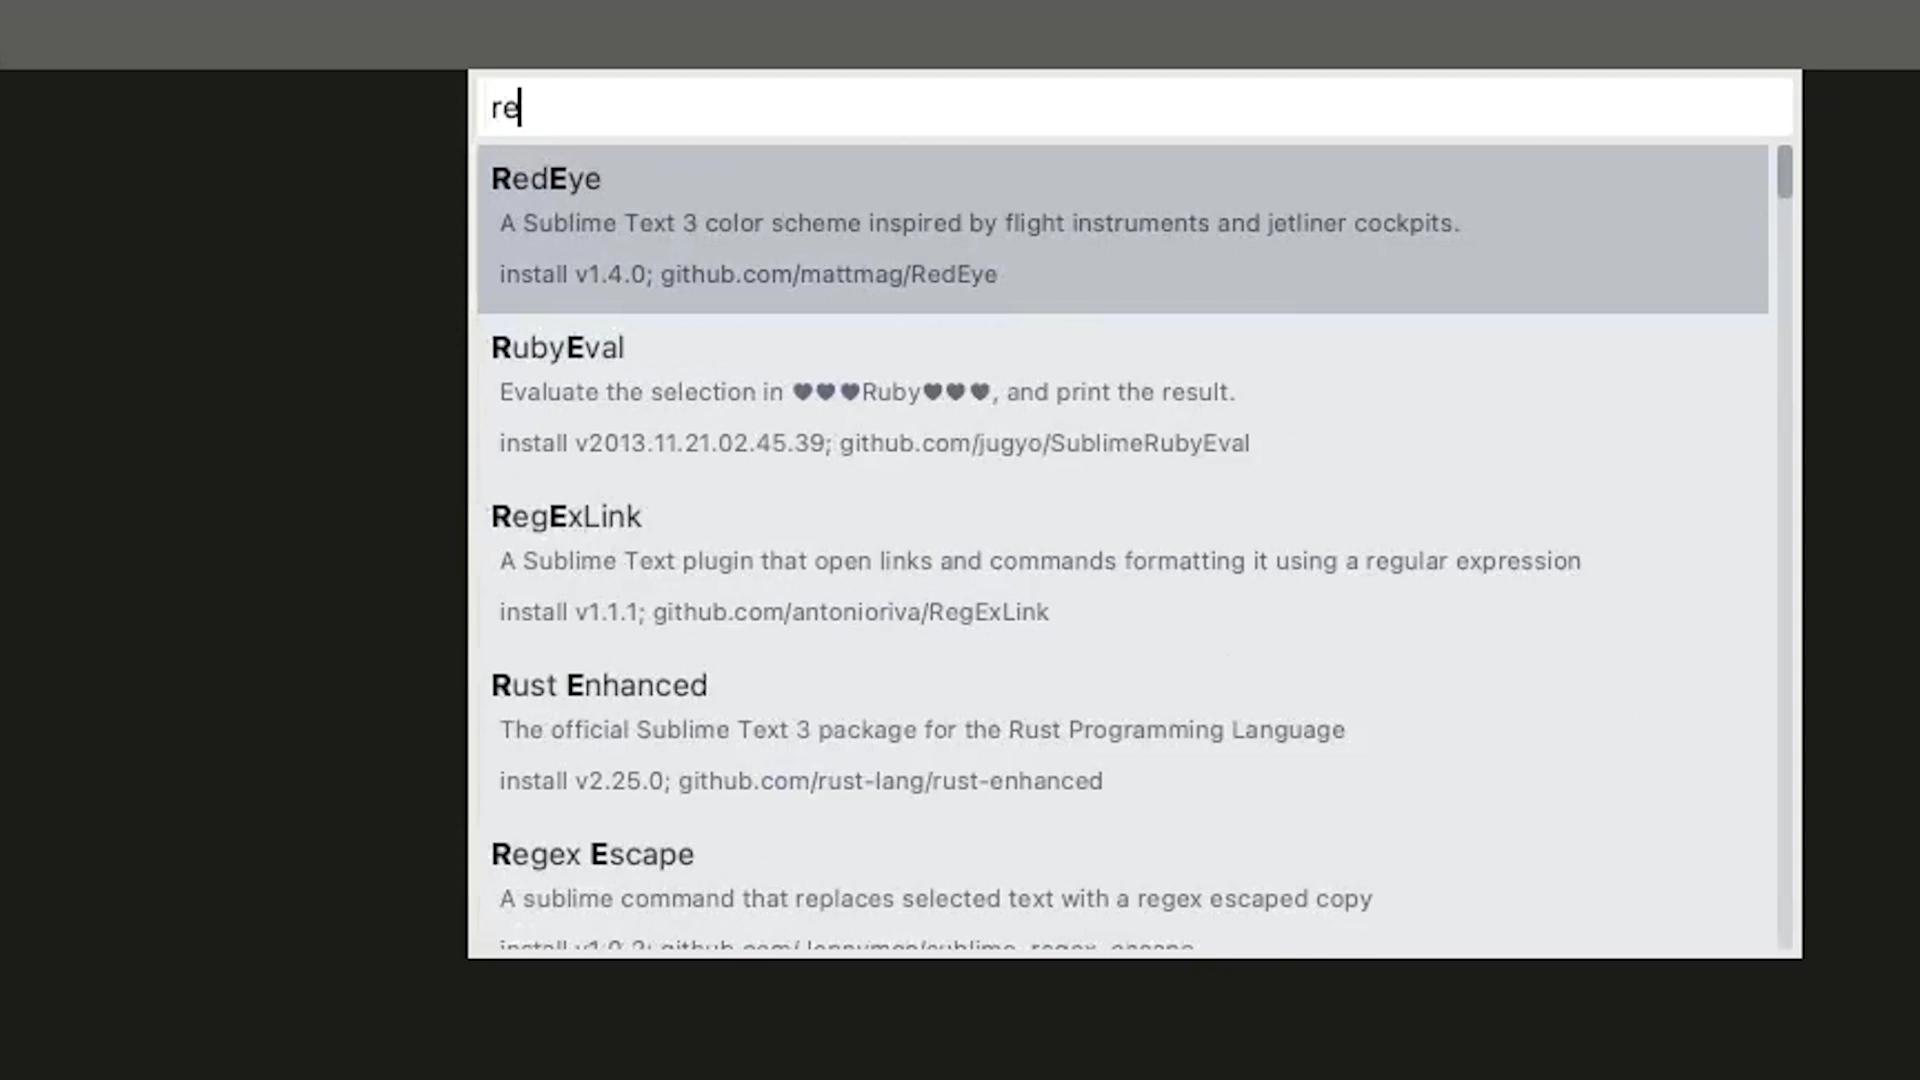 re
RedEye
A Sublime Text 3 color scheme inspired by flight instruments and jetliner cockpits.
install v1.4.0; github.com/mattmag/RedEye
RubyEval
Evaluate the selection in ♥♥♥Ruby♥♥♥, and print the result.
install v2013.11.21.02.45.39; github.com/jugyo/SublimeRubyEval
RegExLink
A Sublime Text plugin that open links and commands formatting it using a regular expression
install v1.1.1; github.com/antonioriva/RegExLink
Rust Enhanced
The official Sublime Text 3 package for the Rust Programming Language
install v2.25.0; github.com/rust-lang/rust-enhanced
Regex Escape
A sublime command that replaces selected text with a regex escaped copy
install